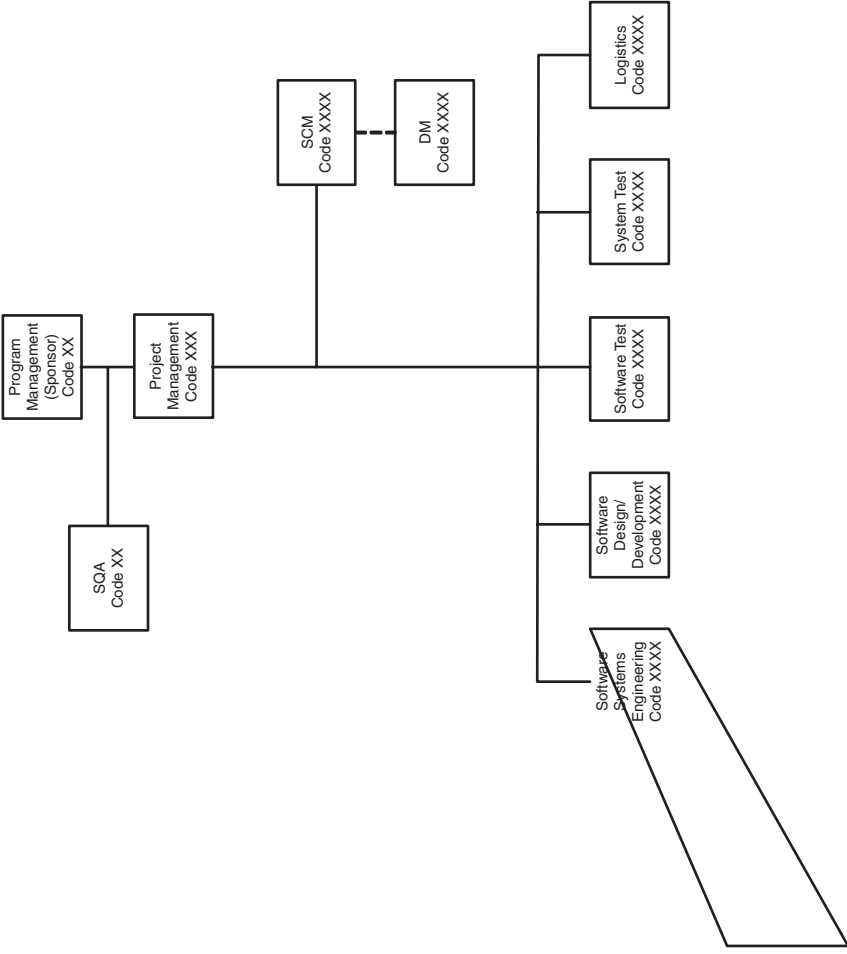 Program
Management
(Sponsor)
Code XX
SQA
Code XX
Project
Management
Code XXX
SCM
Code XXXX
DM
Code XXXX
Software
Systems
Engineering
Code XXXX
Software
Design/
Development
Code XXXX
Software Test
Code XXXX
System Test
Code XXXX
Logistics
Code XXXX